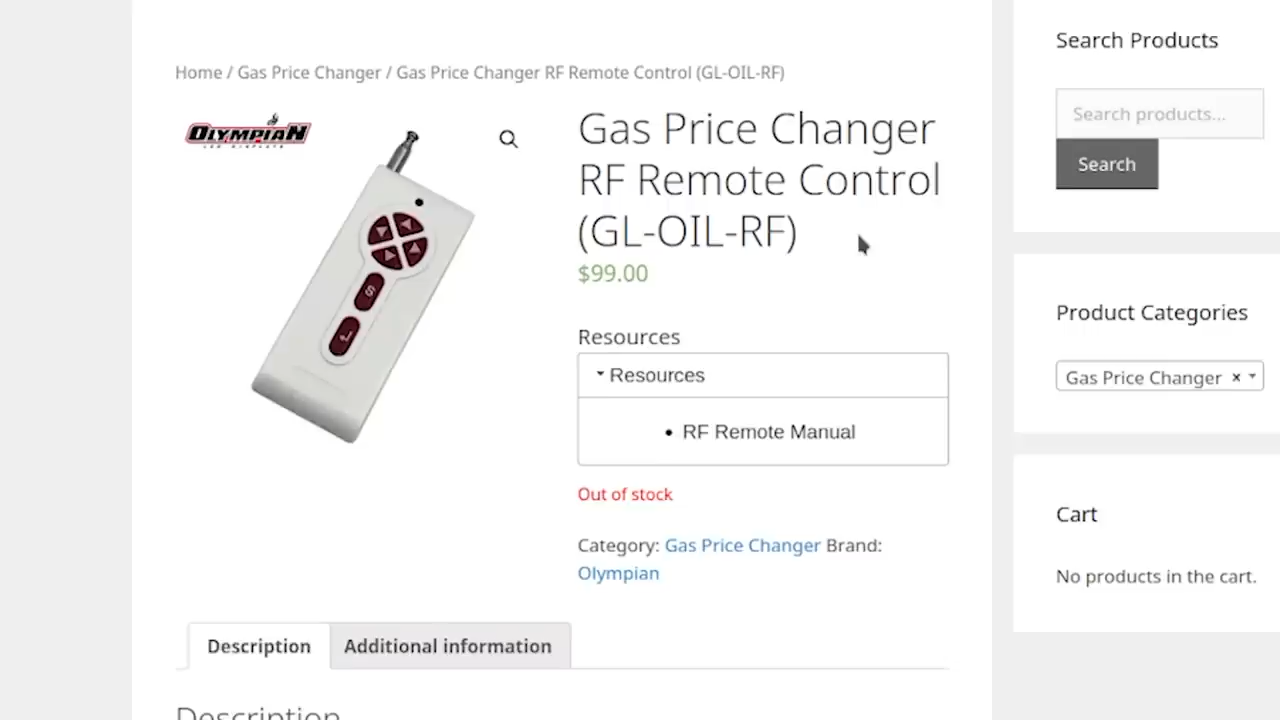 Home / Gas Price Changer / Gas Price Changer RF Remote Control (GL-OIL-RF)
OLYMPIAN
LED DISPLAYS
S
Gas Price Changer
RF Remote Control
(GL-OIL-RF)
$99.00
Resources
Resources
• RF Remote Manual
Out of stock
Category: Gas Price Changer Brand:
Olympian
Description
Additional information
Description
Search Products
Search products...
Search
Product Categories
Gas Price Changer ×
Cart
No products in the cart.